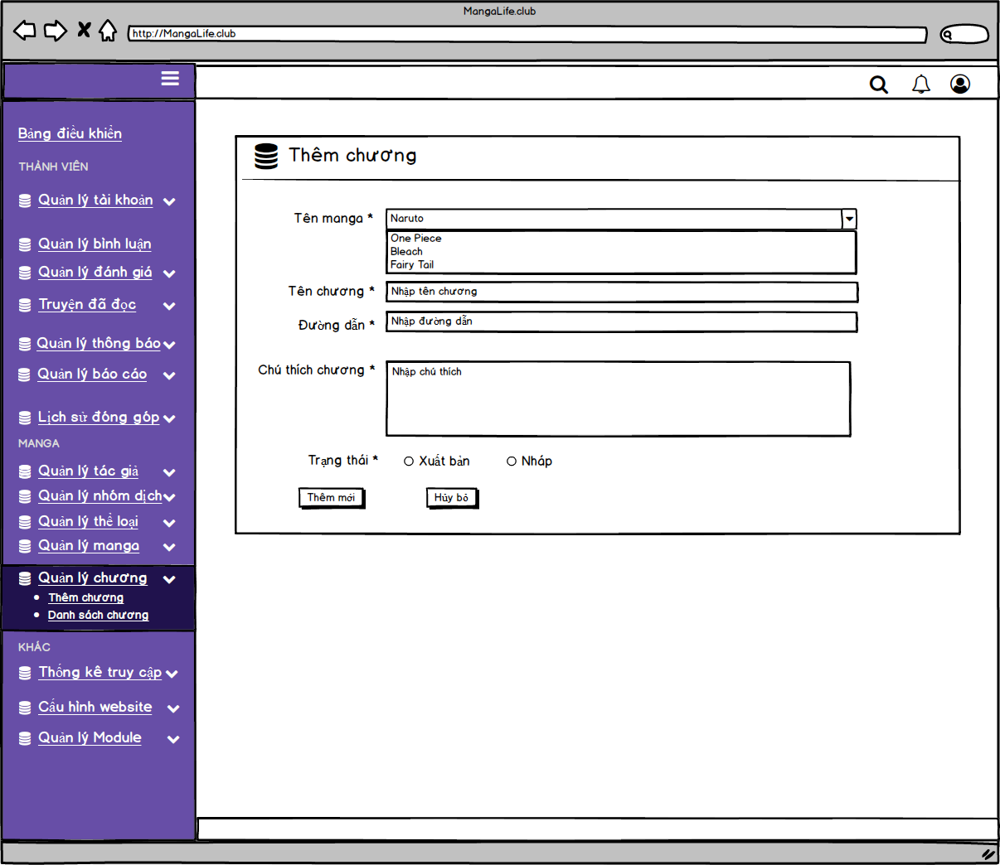 MangaLife.club
http://MangaLife.club
Bảng điều khiển
THÀNH VIÊN
Quản lý tài khoản
Quản lý bình luận
Quản lý đánh giá
Truyện đã đọc
Quản lý thông báo
Quản lý báo cáo
Lịch sử đóng góp
MANGA
Quản lý tác giả
Quản lý nhóm dịch
Quản lý thể loại
Quản lý manga
Quản lý chương
Thêm chương
Danh sách chương
KHÁC
Thống kê truy cập
Cấu hình website
Quản lý Module
Thêm chương
Tên manga * Naruto
One Piece
Bleach
Fairy Tail
Tên chương * Nhập tên chương
Đường dẫn * Nhập đường dẫn
Chú thích chương * Nhập chú thích
Trạng thái * Xuất bản Nháp
Thêm mới Hủy bỏ